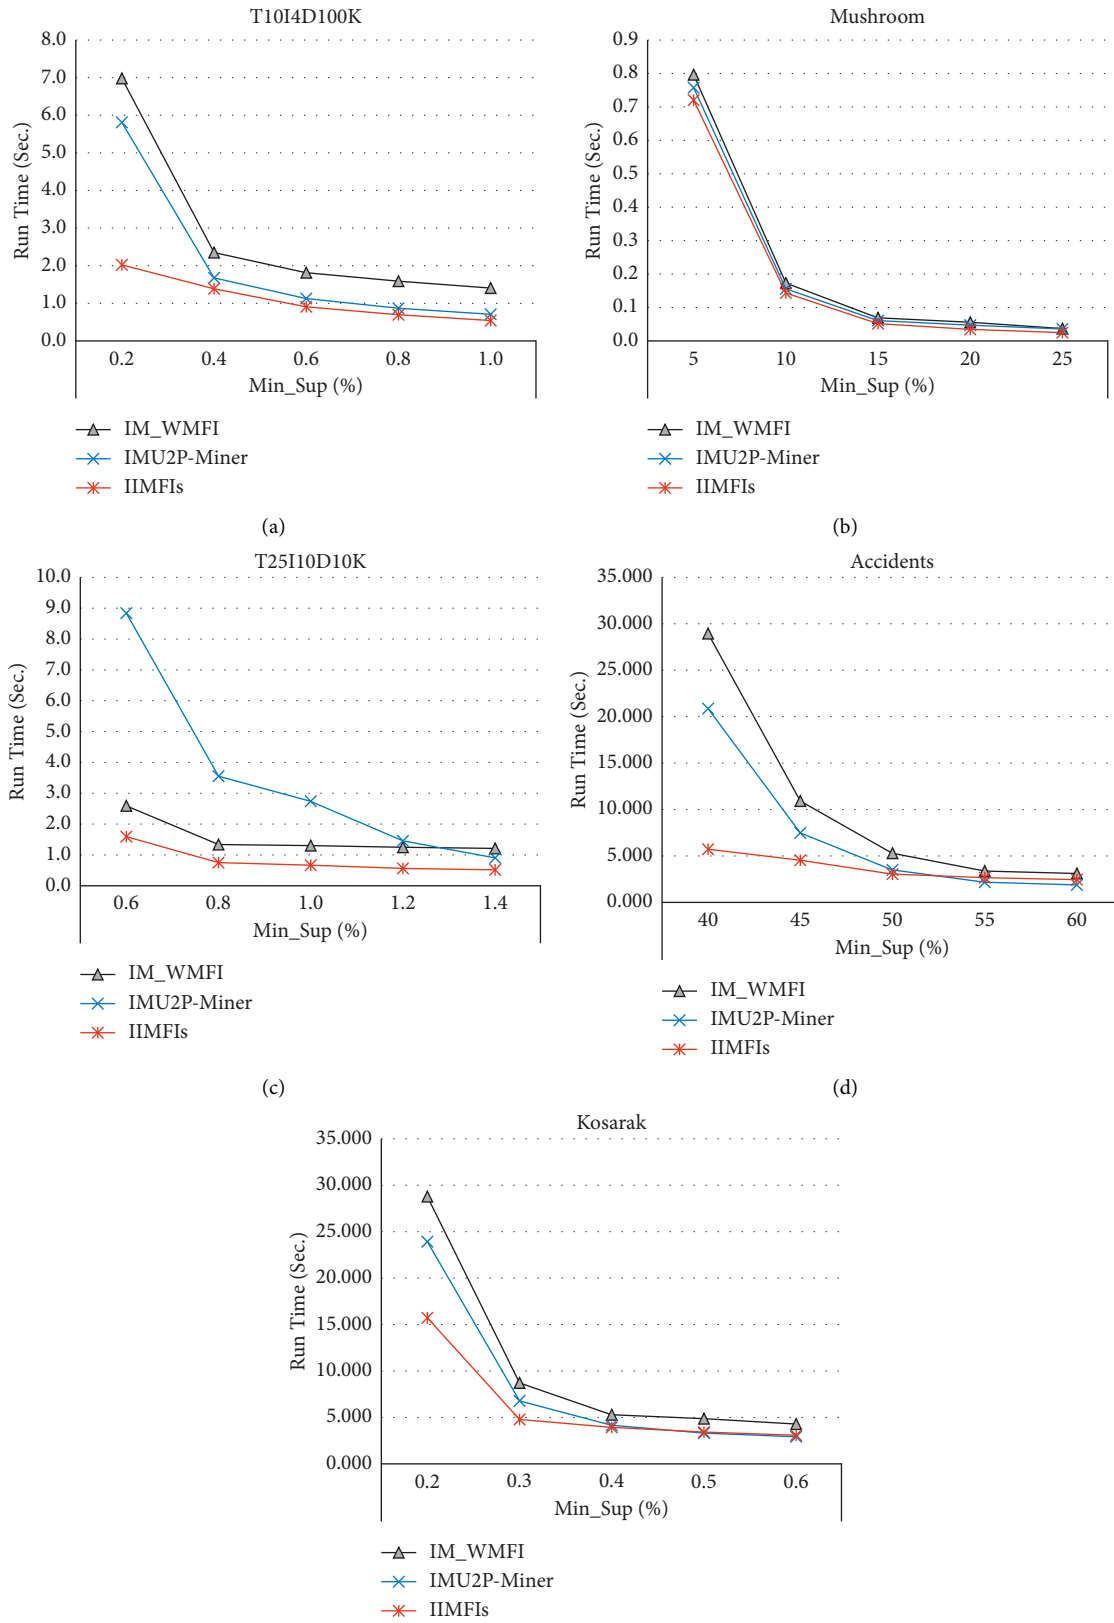 T10I4D100K
8.0
7.0
6.0
5.0
4.0
3.0
2.0
1.0
0.0
Run Time (Sec.)
0.2 0.4 0.6 0.8 1.0
Min_Sup (%)
IM_WMFI
IMU2P-Miner
IIMFIs
(a)
Mushroom
0.9
0.8
0.7
0.6
0.5
0.4
0.3
0.2
0.1
0.0
Run Time (Sec.)
5 10 15 20 25
Min_Sup (%)
IM_WMFI
IMU2P-Miner
IIMFIs
(b)
T25I10D10K
10.0
9.0
8.0
7.0
6.0
5.0
4.0
3.0
2.0
1.0
0.0
Run Time (Sec.)
0.6 0.8 1.0 1.2 1.4
Min_Sup (%)
IM_WMFI
IMU2P-Miner
IIMFIs
(c)
Accidents
35.000
30.000
25.000
20.000
15.000
10.000
5.000
0.000
Run Time (Sec.)
40 45 50 55 60
Min_Sup (%)
IM_WMFI
IMU2P-Miner
IIMFIs
(d)
Kosarak
35.000
30.000
25.000
20.000
15.000
10.000
5.000
0.000
Run Time (Sec.)
0.2 0.3 0.4 0.5 0.6
Min_Sup (%)
IM_WMFI
IMU2P-Miner
IIMFIs